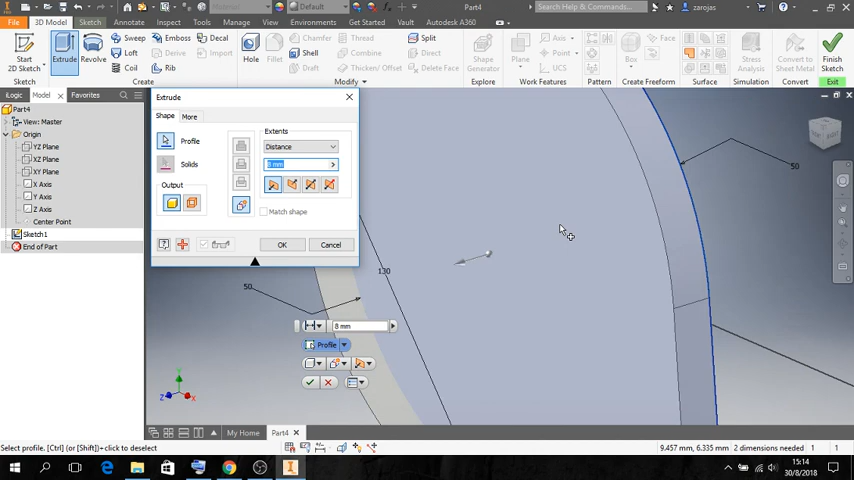 Default
Part4
Search Help & Commands...
zarojas
File
3D Model
Sketch
Annotate
Inspect
Tools
Manage
View
Environments
Get Started
Vault
Autodesk A360
Start
2D Sketch
Sketch
Extrude
Revolve
Sweep
Loft
Coil
Emboss
Rib
Decal
Import
Create
Hole
Fillet
Chamfer
Shell
Draft
Thread
Combine
Thicken/ Offset
Split
Direct
Delete Face
Modify
Shape
Generator
Explore
Plane
Axis
Point
UCS
Work Features
Pattern
Face
Convert
Create Freeform
Surface
Stress
Analysis
Simulation
Convert to
Sheet Metal
Convert
Finish
Sketch
Exit
Model
Favorites
Part4
View: Master
Origin
YZ Plane
XZ Plane
XY Plane
X Axis
Y Axis
Z Axis
Center Point
Sketch1
End of Part
Extrude
Shape
More
Profile
Solids
Output
Extents
Distance
8 mm
Match shape
OK
Cancel
50
130
50
8 mm
Profile
Y
Z
X
My Home
Part4
Select profile. [Ctrl] (or [Shift])+click to deselect
9.457 mm, 6.335 mm
2 dimensions needed
1
1
15:14
30/8/2018